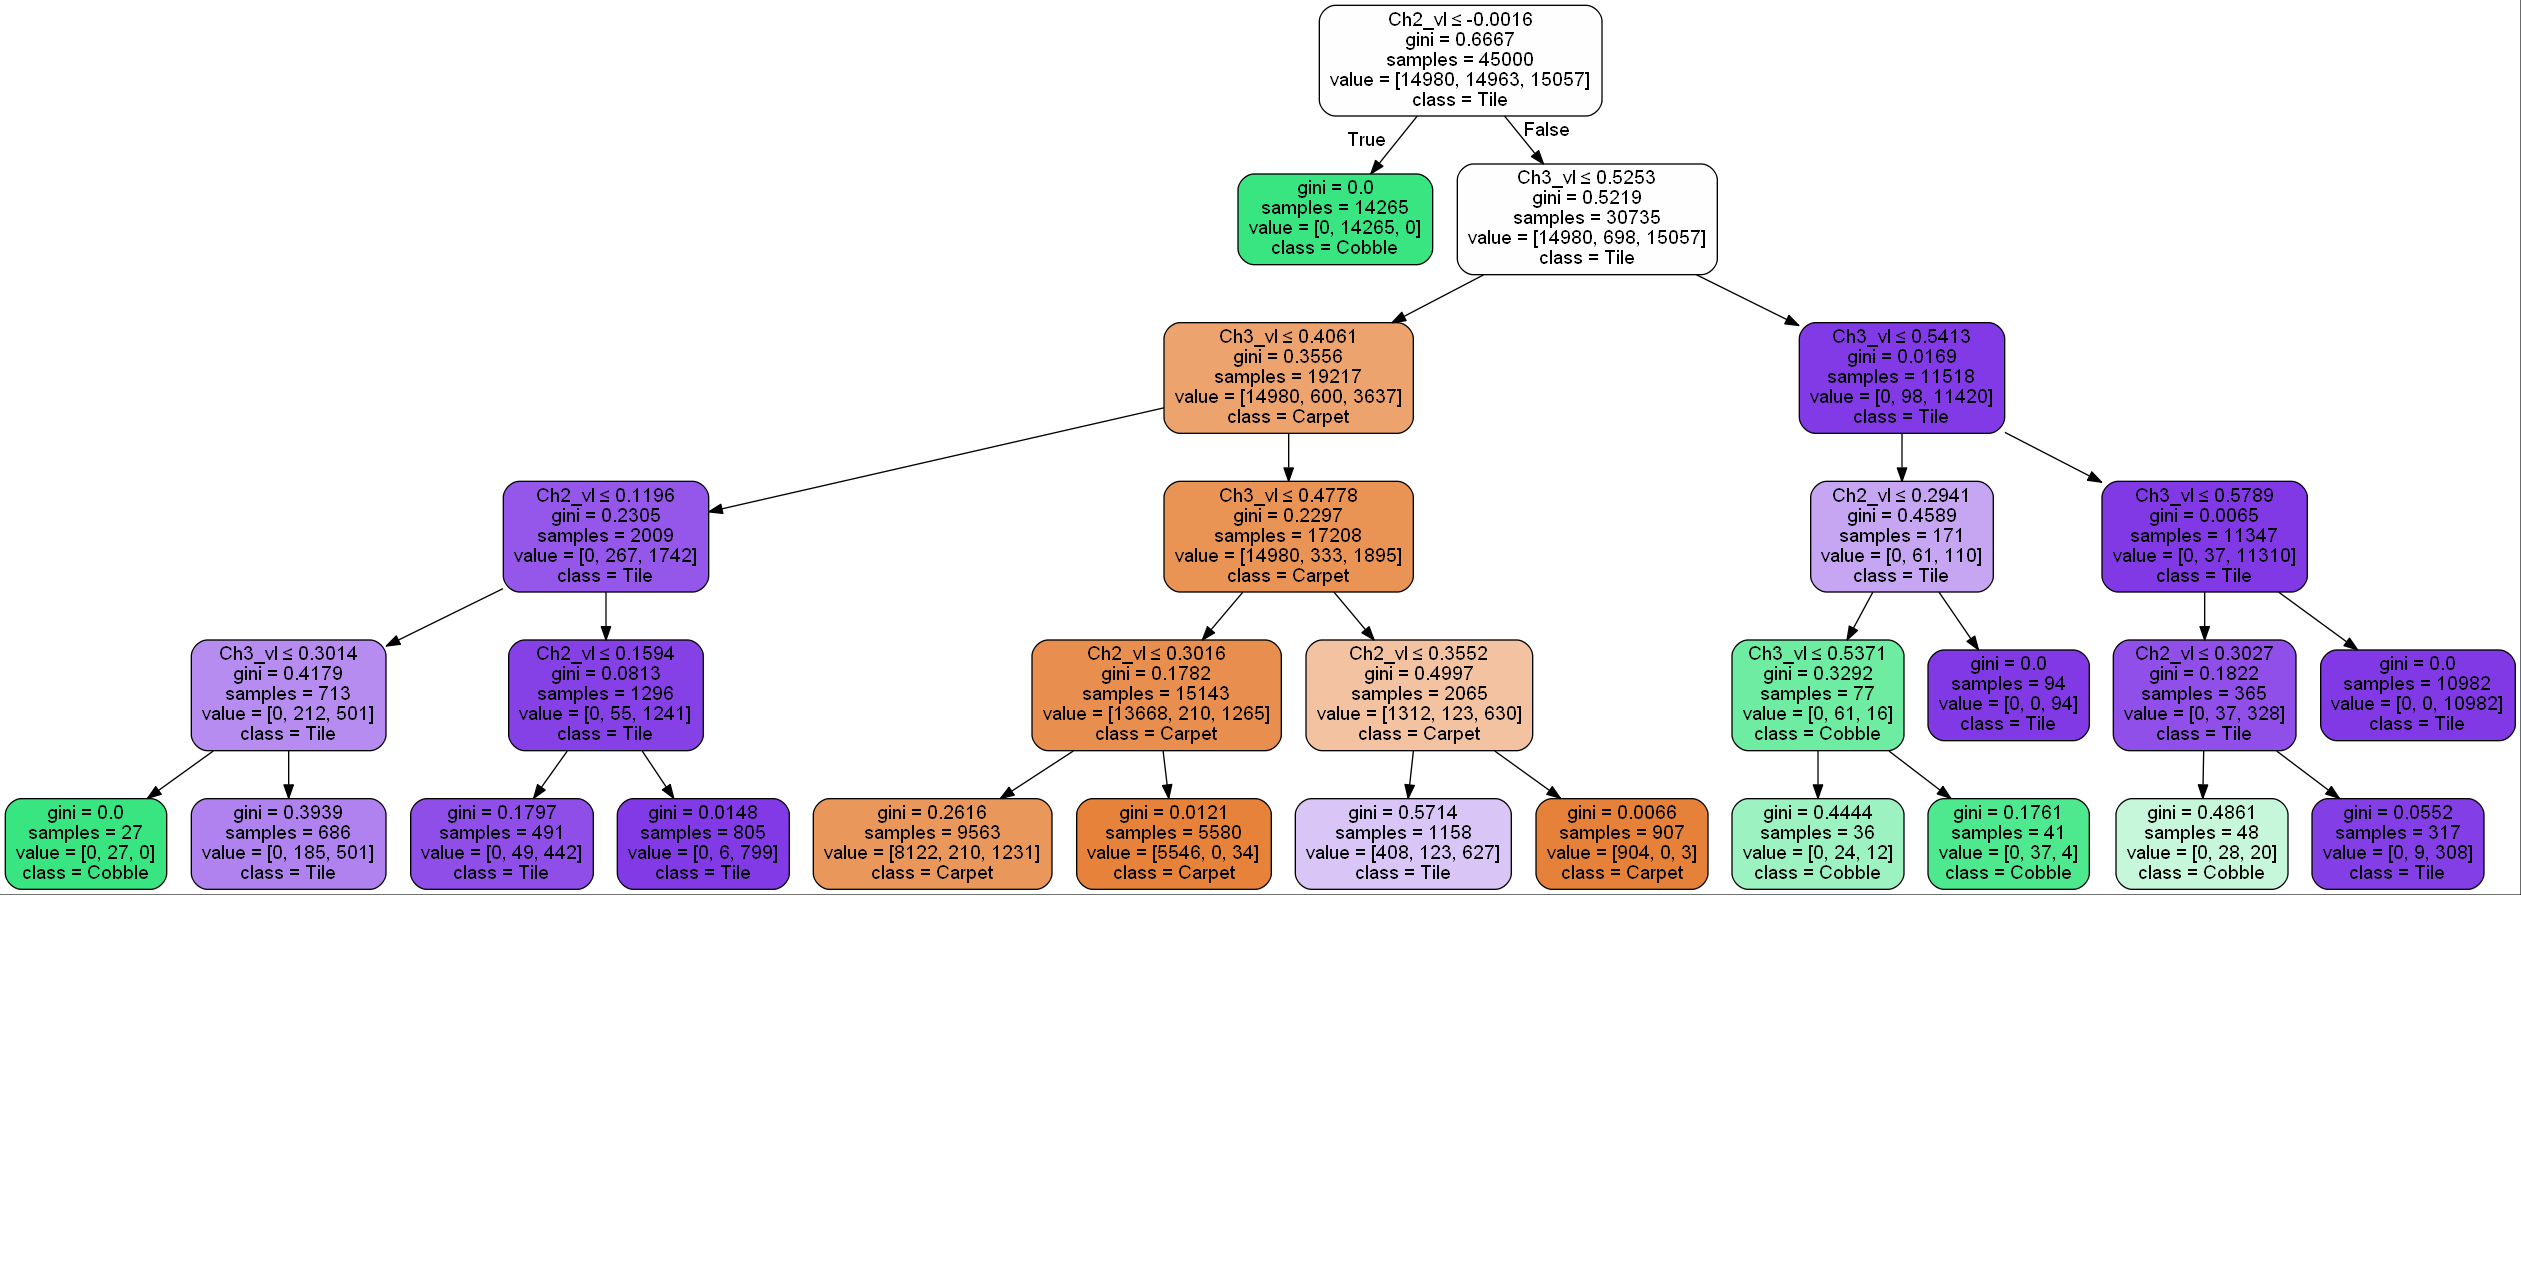 Ch2_vl ≤ -0.0016
gini = 0.6667
samples = 45000
value = [14980, 14963, 15057]
class = Tile
True
False
gini = 0.0
samples = 14265
value = [0, 14265, 0]
class = Cobble
Ch3_vl ≤ 0.5253
gini = 0.5219
samples = 30735
value = [14980, 698, 15057]
class = Tile
Ch3_vl ≤ 0.4061
gini = 0.3556
samples = 19217
value = [14980, 600, 3637]
class = Carpet
Ch3_vl ≤ 0.5413
gini = 0.0169
samples = 11518
value = [0, 98, 11420]
class = Tile
Ch2_vl ≤ 0.1196
gini = 0.2305
samples = 2009
value = [0, 267, 1742]
class = Tile
Ch3_vl ≤ 0.4778
gini = 0.2297
samples = 17208
value = [14980, 333, 1895]
class = Carpet
Ch2_vl ≤ 0.2941
gini = 0.4589
samples = 171
value = [0, 61, 110]
class = Tile
Ch3_vl ≤ 0.5789
gini = 0.0065
samples = 11347
value = [0, 37, 11310]
class = Tile
Ch3_vl ≤ 0.3014
gini = 0.4179
samples = 713
value = [0, 212, 501]
class = Tile
Ch2_vl ≤ 0.1594
gini = 0.0813
samples = 1296
value = [0, 55, 1241]
class = Tile
Ch2_vl ≤ 0.3016
gini = 0.1782
samples = 15143
value = [13668, 210, 1265]
class = Carpet
Ch2_vl ≤ 0.3552
gini = 0.4997
samples = 2065
value = [1312, 123, 630]
class = Carpet
Ch3_vl ≤ 0.5371
gini = 0.3292
samples = 77
value = [0, 61, 16]
class = Cobble
gini = 0.0
samples = 94
value = [0, 0, 94]
class = Tile
Ch2_vl ≤ 0.3027
gini = 0.1822
samples = 365
value = [0, 37, 328]
class = Tile
gini = 0.0
samples = 10982
value = [0, 0, 10982]
class = Tile
gini = 0.0
samples = 27
value = [0, 27, 0]
class = Cobble
gini = 0.3939
samples = 686
value = [0, 185, 501]
class = Tile
gini = 0.1797
samples = 491
value = [0, 49, 442]
class = Tile
gini = 0.0148
samples = 805
value = [0, 6, 799]
class = Tile
gini = 0.2616
samples = 9563
value = [8122, 210, 1231]
class = Carpet
gini = 0.0121
samples = 5580
value = [5546, 0, 34]
class = Carpet
gini = 0.5714
samples = 1158
value = [408, 123, 627]
class = Tile
gini = 0.0066
samples = 907
value = [904, 0, 3]
class = Carpet
gini = 0.4444
samples = 36
value = [0, 24, 12]
class = Cobble
gini = 0.1761
samples = 41
value = [0, 37, 4]
class = Cobble
gini = 0.4861
samples = 48
value = [0, 28, 20]
class = Cobble
gini = 0.0552
samples = 317
value = [0, 9, 308]
class = Tile